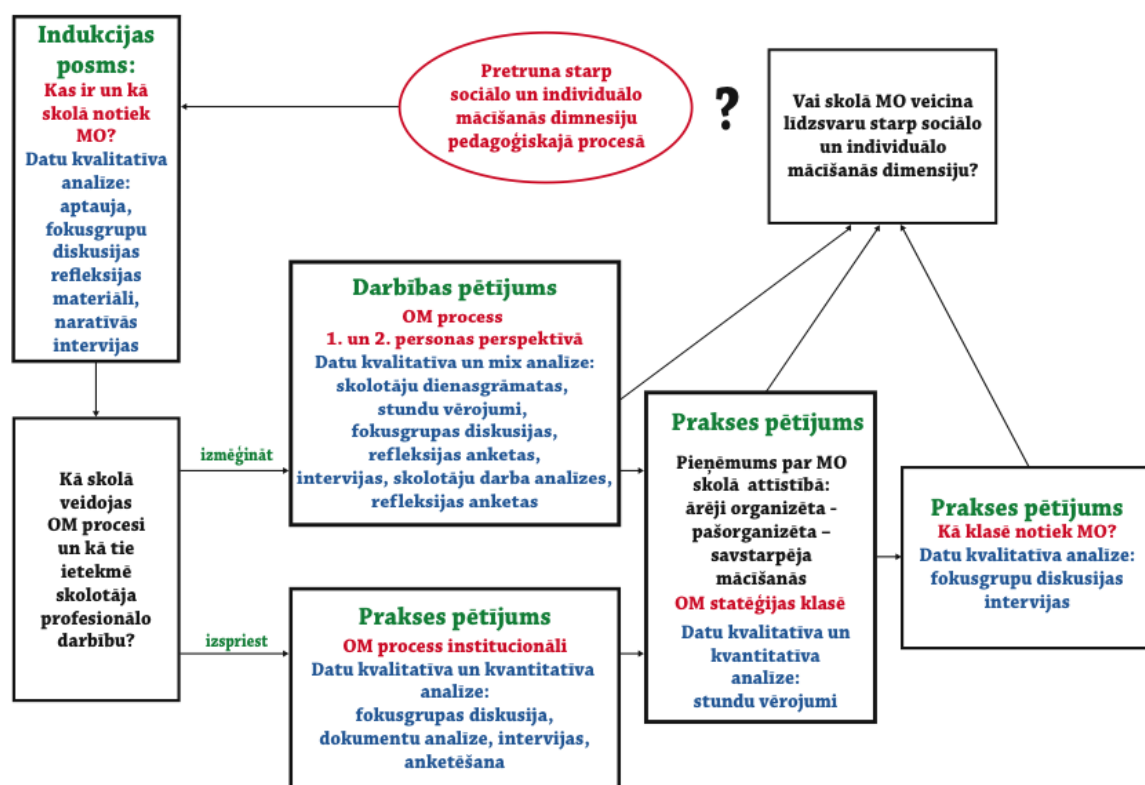 Indukcijas
posms:
Kas ir un kā
skolā notiek
MO?
Datu kvalitatīva
analīze:
aptauja,
fokusgrupu
diskusijas
refleksijas
materiāli,
naratīvās
intervijas
Pretruna starp
sociālo un individuālo
mācīšanās dimnesiju
pedagoģiskajā procesā
?
Vai skolā MO veicina
līdzsvaru starp sociālo
un individuālo
mācīšanās dimensiju?
Kā skolā
veidojas
OM procesi
un kā tie
ietekmē
skolotāja
profesionālo
darbību?
izmēģināt
izspriest
Darbības pētījums
OM process
1. un 2. personas perspektīvā
Datu kvalitatīva un mix analīze:
skolotāju dienasgrāmatas,
stundu vērojumi,
fokusgrupas diskusijas,
refleksijas anketas,
intervijas, skolotāju darba analīzes,
refleksijas anketas
Prakses pētījums
OM process institucionāli
Datu kvalitatīva un kvantitatīva
analīze:
fokusgrupas diskusija,
dokumentu analīze, intervijas,
anketēšana
Prakses pētījums
Pieņēmums par MO
skolā attīstībā:
ārēji organizēta -
pašorganizēta –
savstarpēja
mācīšanās
OM statēģijas klasē
Datu kvalitatīva un
kvantitatīva
analīze:
stundu vērojumi
Prakses pētījums
Kā klasē notiek MO?
Datu kvalitatīva analīze:
fokusgrupu diskusijas
intervijas